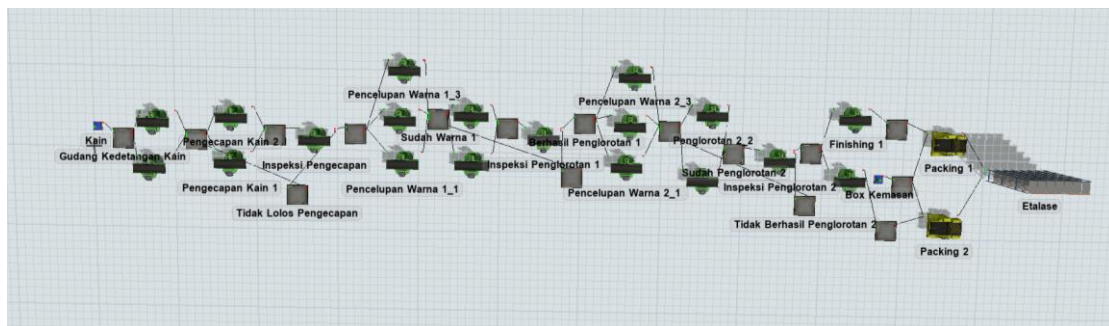 Pencelupan Warna 1_3
Pencelupan Warna 2_3
Kain
Gudang Kedetangan Kain
Pengecapan Kain 2
Inspeksi Pengecapan
Sudah Warna 1
Inspeksi Penglorotan 1
Berhasil Penglorotan 1
Penglorotan 2_2
Sudah Penglorotan 2
Finishing 1
Packing 1
Pengecapan Kain 1
Pencelupan Warna 1_1
Pencelupan Warna 2_1
Inspeksi Penglorotan 2
Box Kemasan
Etalase
Tidak Lolos Pengecapan
Tidak Berhasil Penglorotan 2
Packing 2